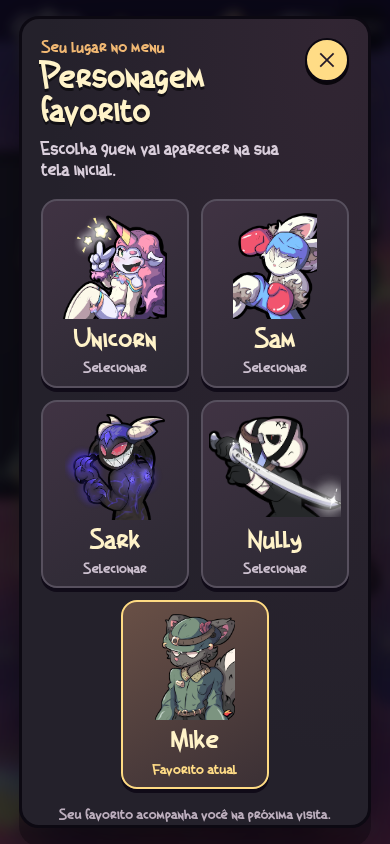 Seu lugar no menu
Personagem
favorito
Escolha quem vai aparecer na sua
tela inicial.
Unicorn
Selecionar
Sam
Selecionar
Sark
Selecionar
Nully
Selecionar
Mike
Favorito atual
Seu favorito acompanha você na próxima visita.